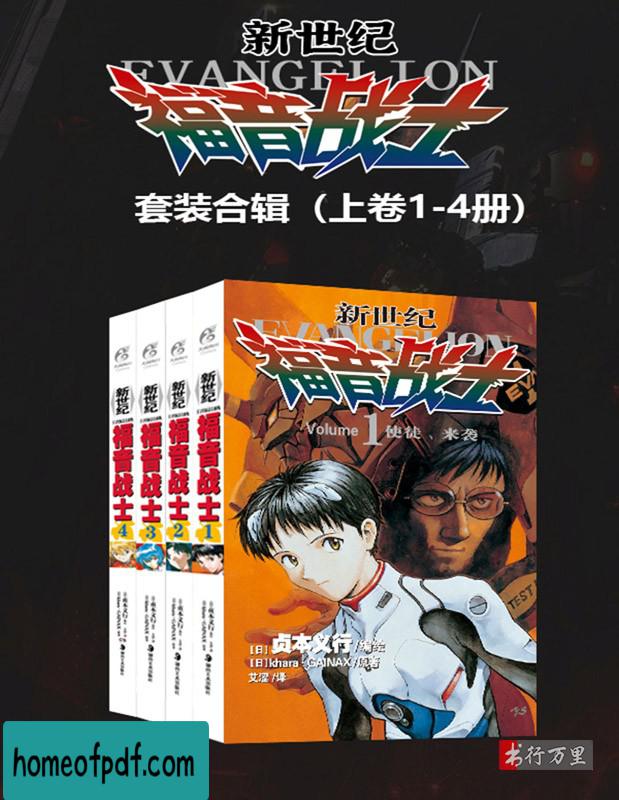 新世纪
EVANGELION
福音战士
套装合辑（上卷1-4册）
新世纪
EVANGELION
福音战士
Volume 1 使徒、来袭
TEST
[日]贞本义行/编绘
[日]khara·GAINAX/原著
艾涩/译
新世纪
福音战士
4
新世纪
福音战士
3
新世纪
福音战士
2
新世纪
福音战士
1
homeofpdf.com
书行万里